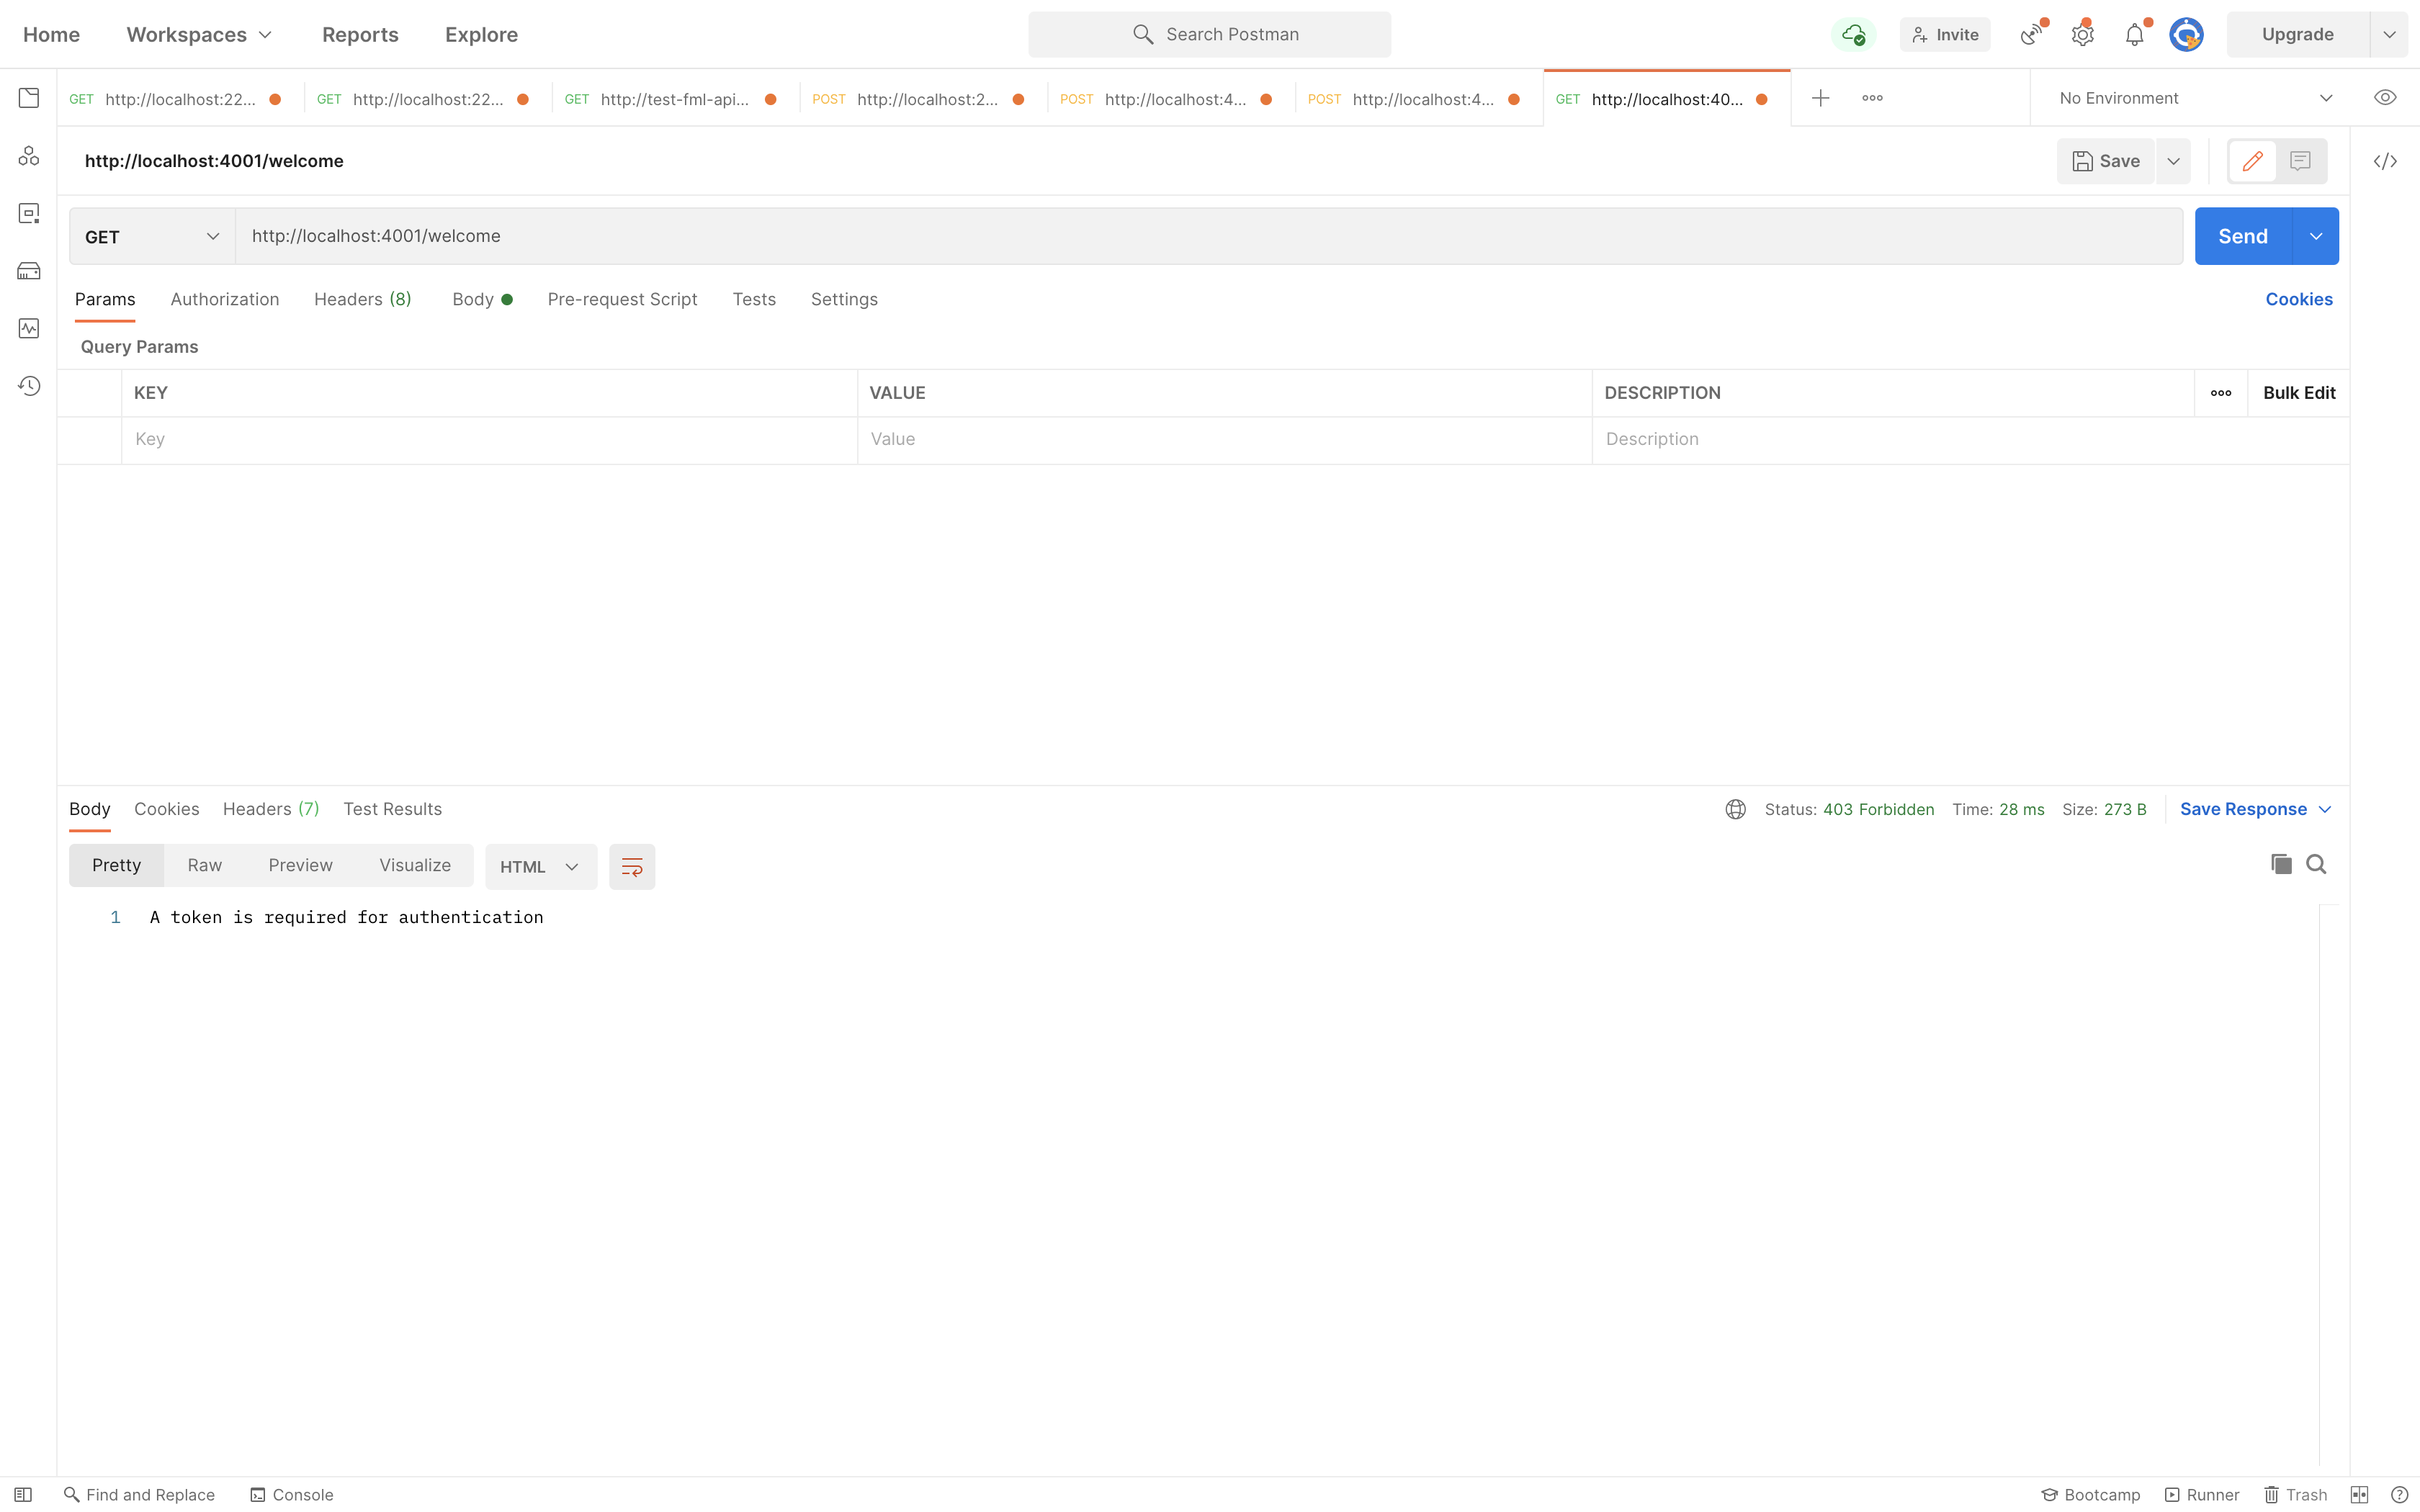 Home Workspaces Reports Explore Search Postman Invite Upgrade
GET http://localhost:22... GET http://localhost:22... GET http://test-fml-api... POST http://localhost:2... POST http://localhost:4... POST http://localhost:4... GET http://localhost:40... No Environment
http://localhost:4001/welcome Save
GET http://localhost:4001/welcome Send
Params Authorization Headers (8) Body Pre-request Script Tests Settings Cookies
Query Params
KEY VALUE DESCRIPTION Bulk Edit
Key Value Description
Body Cookies Headers (7) Test Results Status: 403 Forbidden Time: 28 ms Size: 273 B Save Response
Pretty Raw Preview Visualize HTML
1 A token is required for authentication
Find and Replace Console Bootcamp Runner Trash